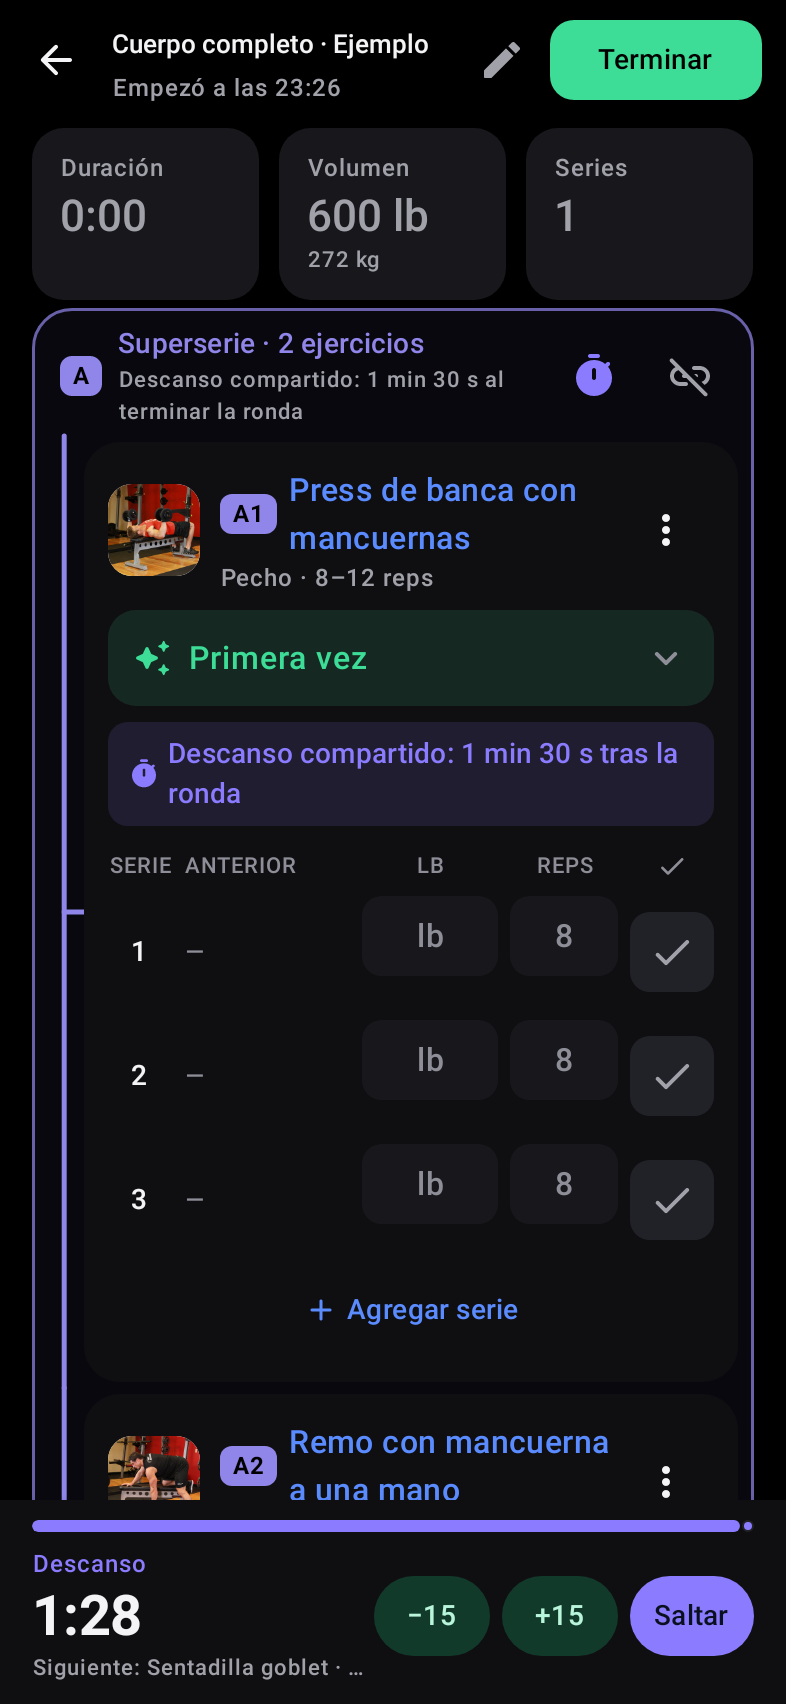 Cuerpo completo · Ejemplo
Empezó a las 23:26
Terminar
Duración
0:00
Volumen
600 lb
272 kg
Series
1
A
Superserie · 2 ejercicios
Descanso compartido: 1 min 30 s al
terminar la ronda
A1
Press de banca con
mancuernas
Pecho · 8–12 reps
Primera vez
Descanso compartido: 1 min 30 s tras la
ronda
SERIE ANTERIOR LB REPS
1 – lb 8
2 – lb 8
3 – lb 8
+ Agregar serie
A2
Remo con mancuerna
a una mano
Descanso
1:28
Siguiente: Sentadilla goblet · …
−15
+15
Saltar